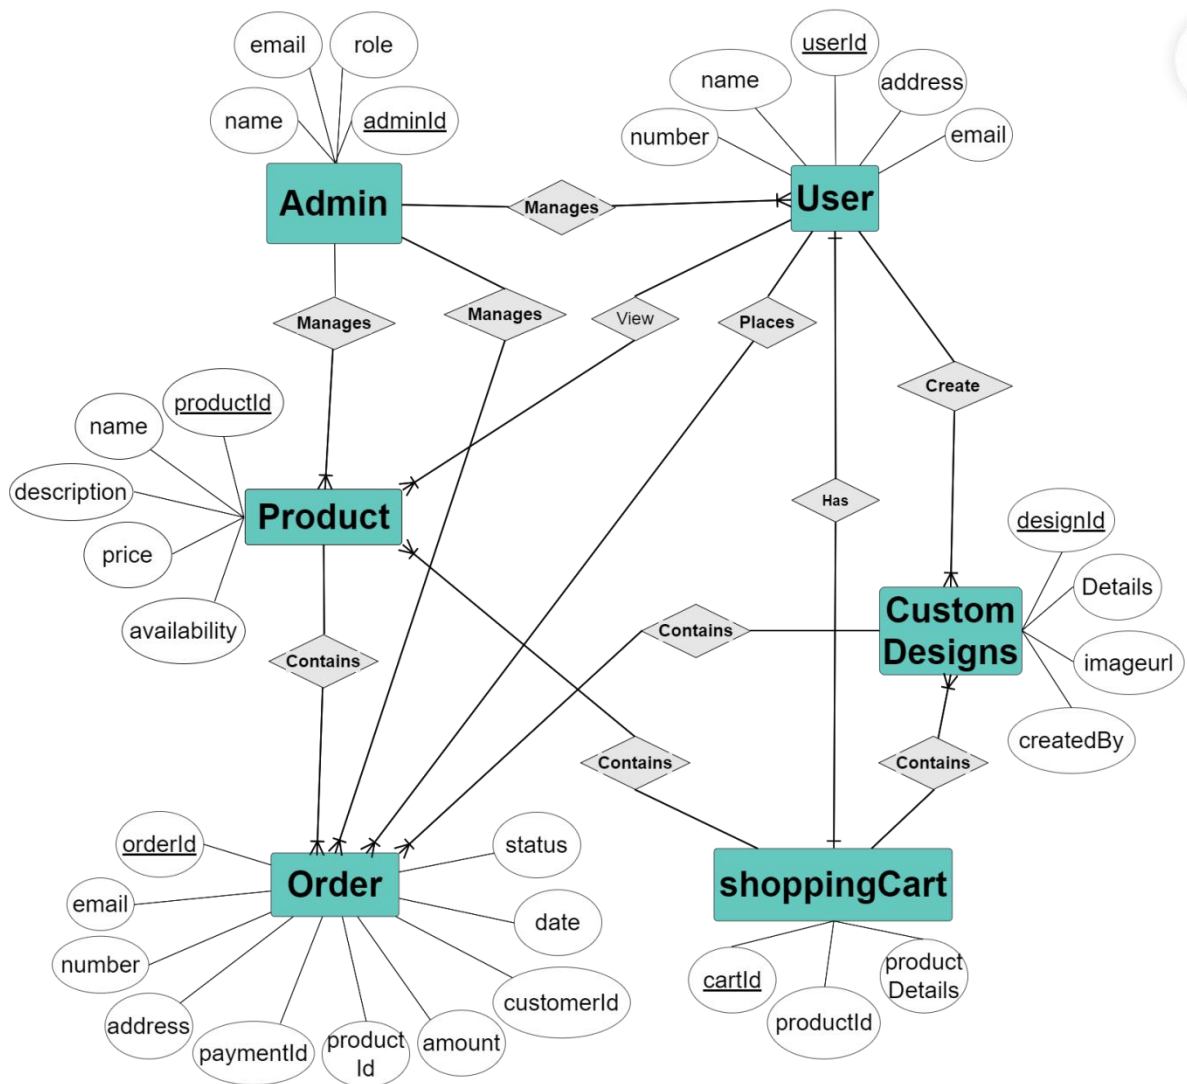 email
role
name
adminId
Admin
userId
name
address
number
email
User
Manages
Manages
Manages
View
Places
Create
Has
productId
name
description
price
availability
Product
designId
Details
imageurl
createdBy
Custom
Designs
Contains
Contains
Contains
Contains
orderId
email
number
address
paymentId
product
Id
amount
customerId
date
status
Order
shoppingCart
cartId
productId
product
Details